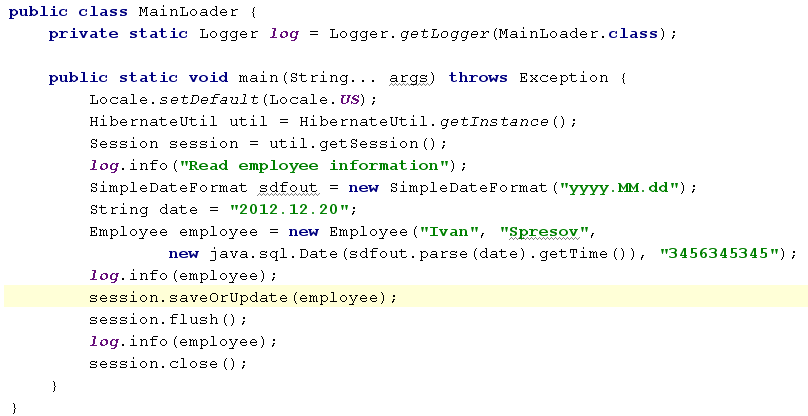 public class MainLoader {
    private static Logger log = Logger.getLogger(MainLoader.class);
    public static void main(String... args) throws Exception {
        Locale.setDefault(Locale.US);
        HibernateUtil util = HibernateUtil.getInstance();
        Session session = util.getSession();
        log.info("Read employee information");
        SimpleDateFormat sdfout = new SimpleDateFormat("yyyy.MM.dd");
        String date = "2012.12.20";
        Employee employee = new Employee("Ivan", "Spresov",
                new java.sql.Date(sdfout.parse(date).getTime()), "3456345345");
        log.info(employee);
        session.saveOrUpdate(employee);
        session.flush();
        log.info(employee);
        session.close();
    }
}